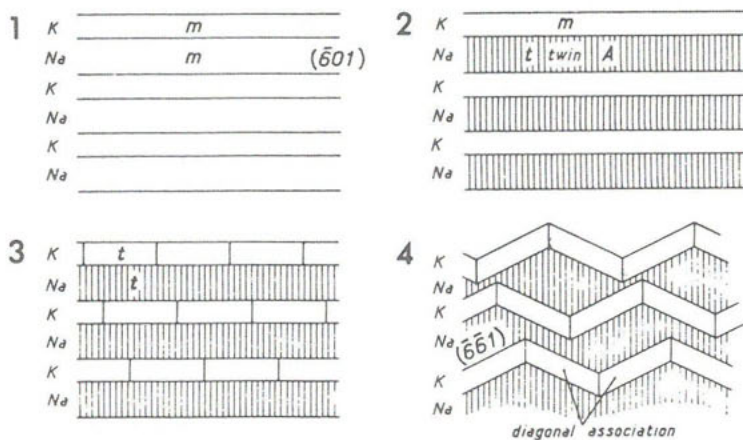 1
K m
Na m (6̄01)
K
Na
K
Na
2
K m
Na t twin A
K
Na
K
Na
3
K t
Na t
K
Na
K
Na
4
K
Na
K
Na (6̄6̄1)
K
Na
diagonal association